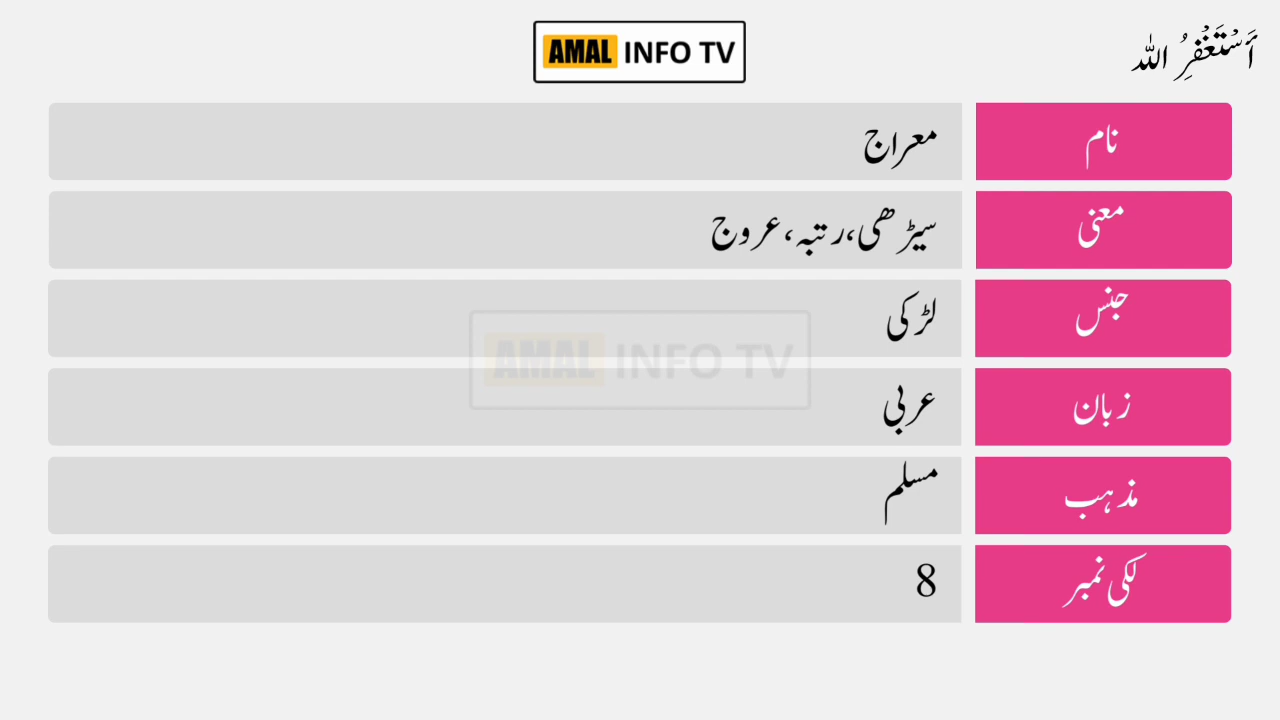 AMAL INFO TV
أَسْتَغْفِرُ اللّٰه
نام معراج
معنی سیڑھی،رتبہ،عروج
جنس لڑکی
AMAL INFO TV
زبان عربی
مذہب مسلم
لکی نمبر 8